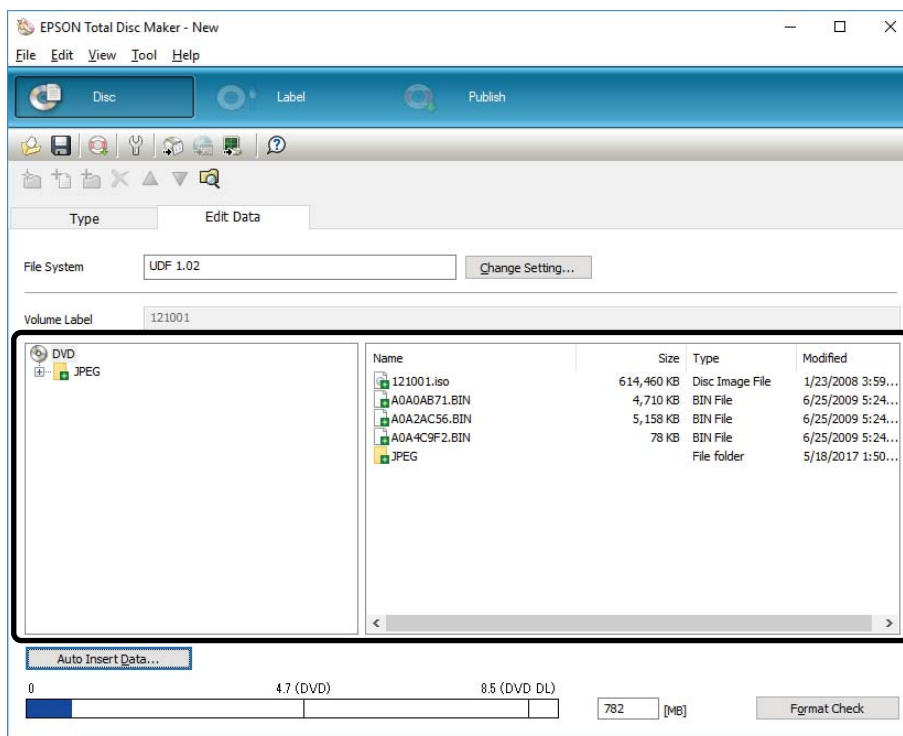 EPSON Total Disc Maker - New
File Edit View Tool Help
Disc Label Publish
Type Edit Data
File System UDF 1.02 Change Setting...
Volume Label 121001
DVD
JPEG
Name Size Type Modified
121001.iso 614,460 KB Disc Image File 1/23/2008 3:59...
A0A0AB71.BIN 4,710 KB BIN File 6/25/2009 5:24...
A0A2AC56.BIN 5,158 KB BIN File 6/25/2009 5:24...
A0A4C9F2.BIN 78 KB BIN File 6/25/2009 5:24...
JPEG File folder 5/18/2017 1:50...
Auto Insert Data...
0 4.7 (DVD) 8.5 (DVD DL)
782 [MB] Format Check